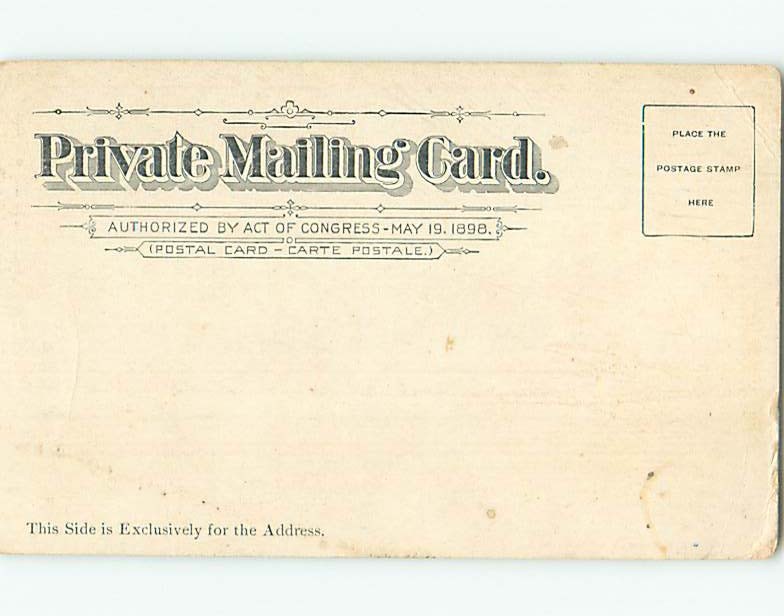 Private Mailing Card.
AUTHORIZED BY ACT OF CONGRESS-MAY 19. 1898.
(POSTAL CARD - CARTE POSTALE.)
PLACE THE
POSTAGE STAMP
HERE
This Side is Exclusively for the Address.